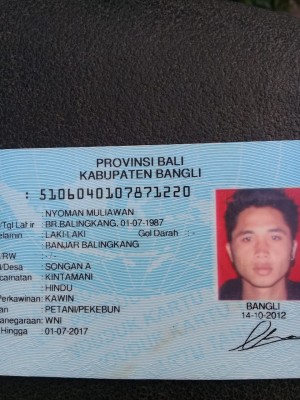 PROVINSI BALI
KABUPATEN BANGLI
: 5106040107871220
: NYOMAN MULIAWAN
/Tgl Lahir : BR.BALINGKANG, 01-07-1987
elamin : LAKI-LAKI Gol Darah : -
: BANJAR BALINGKANG
RW : -/-
/Desa : SONGAN A
camatan : KINTAMANI
: HINDU
Perkawinan: KAWIN
an : PETANI/PEKEBUN
anegaraan: WNI
Hingga : 01-07-2017
BANGLI
14-10-2012